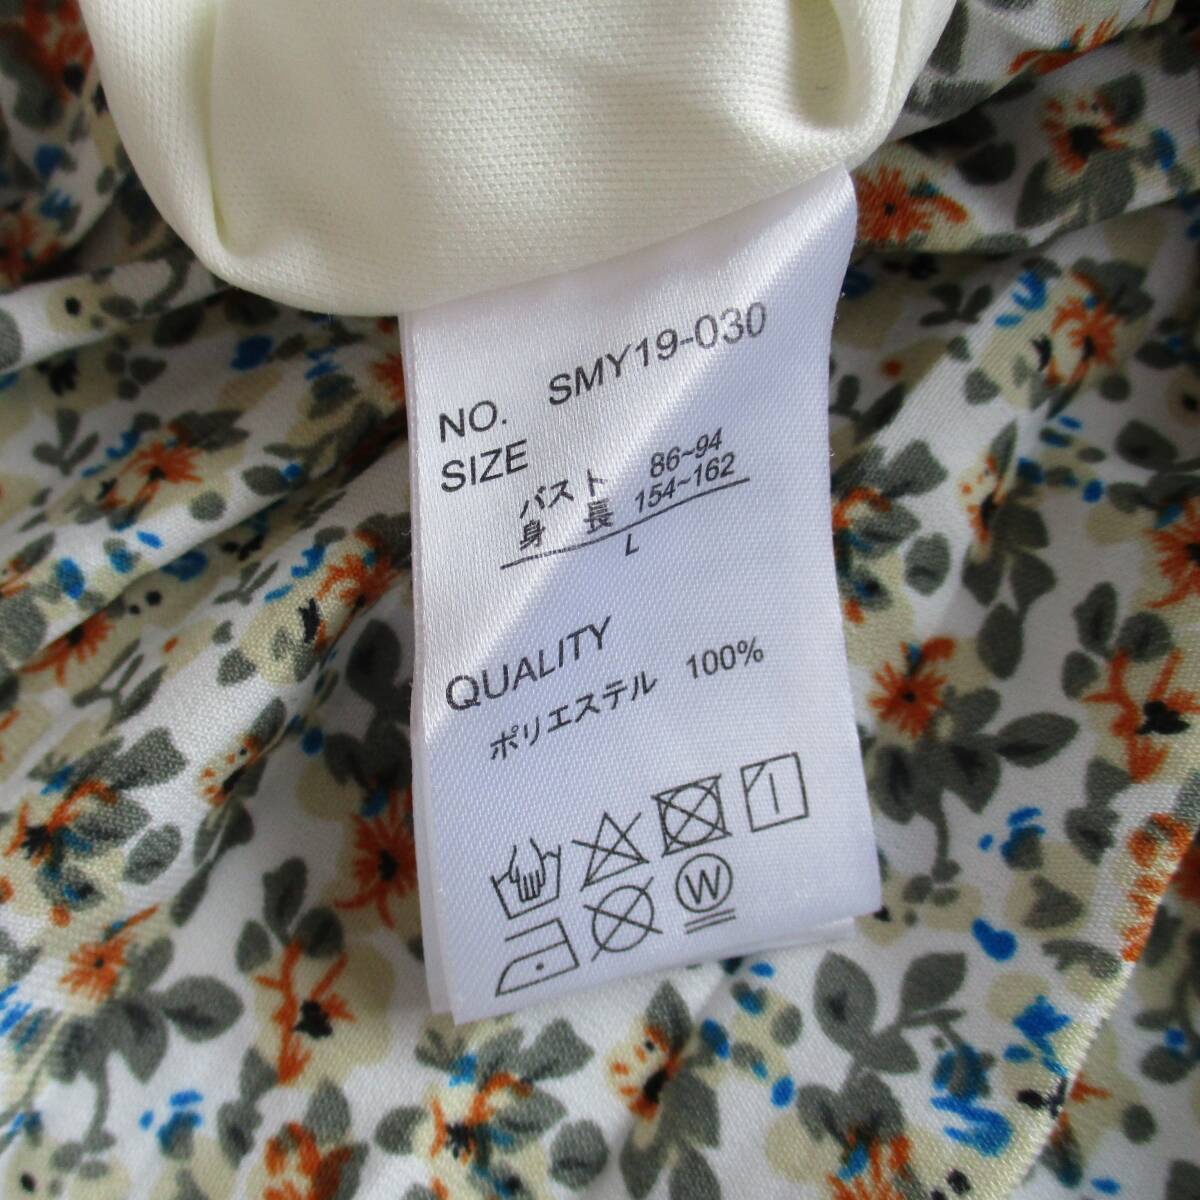 NO. SMY19-030
SIZE
バスト 86~94
身 長 154~162
L
QUALITY
ポリエステル 100%
W